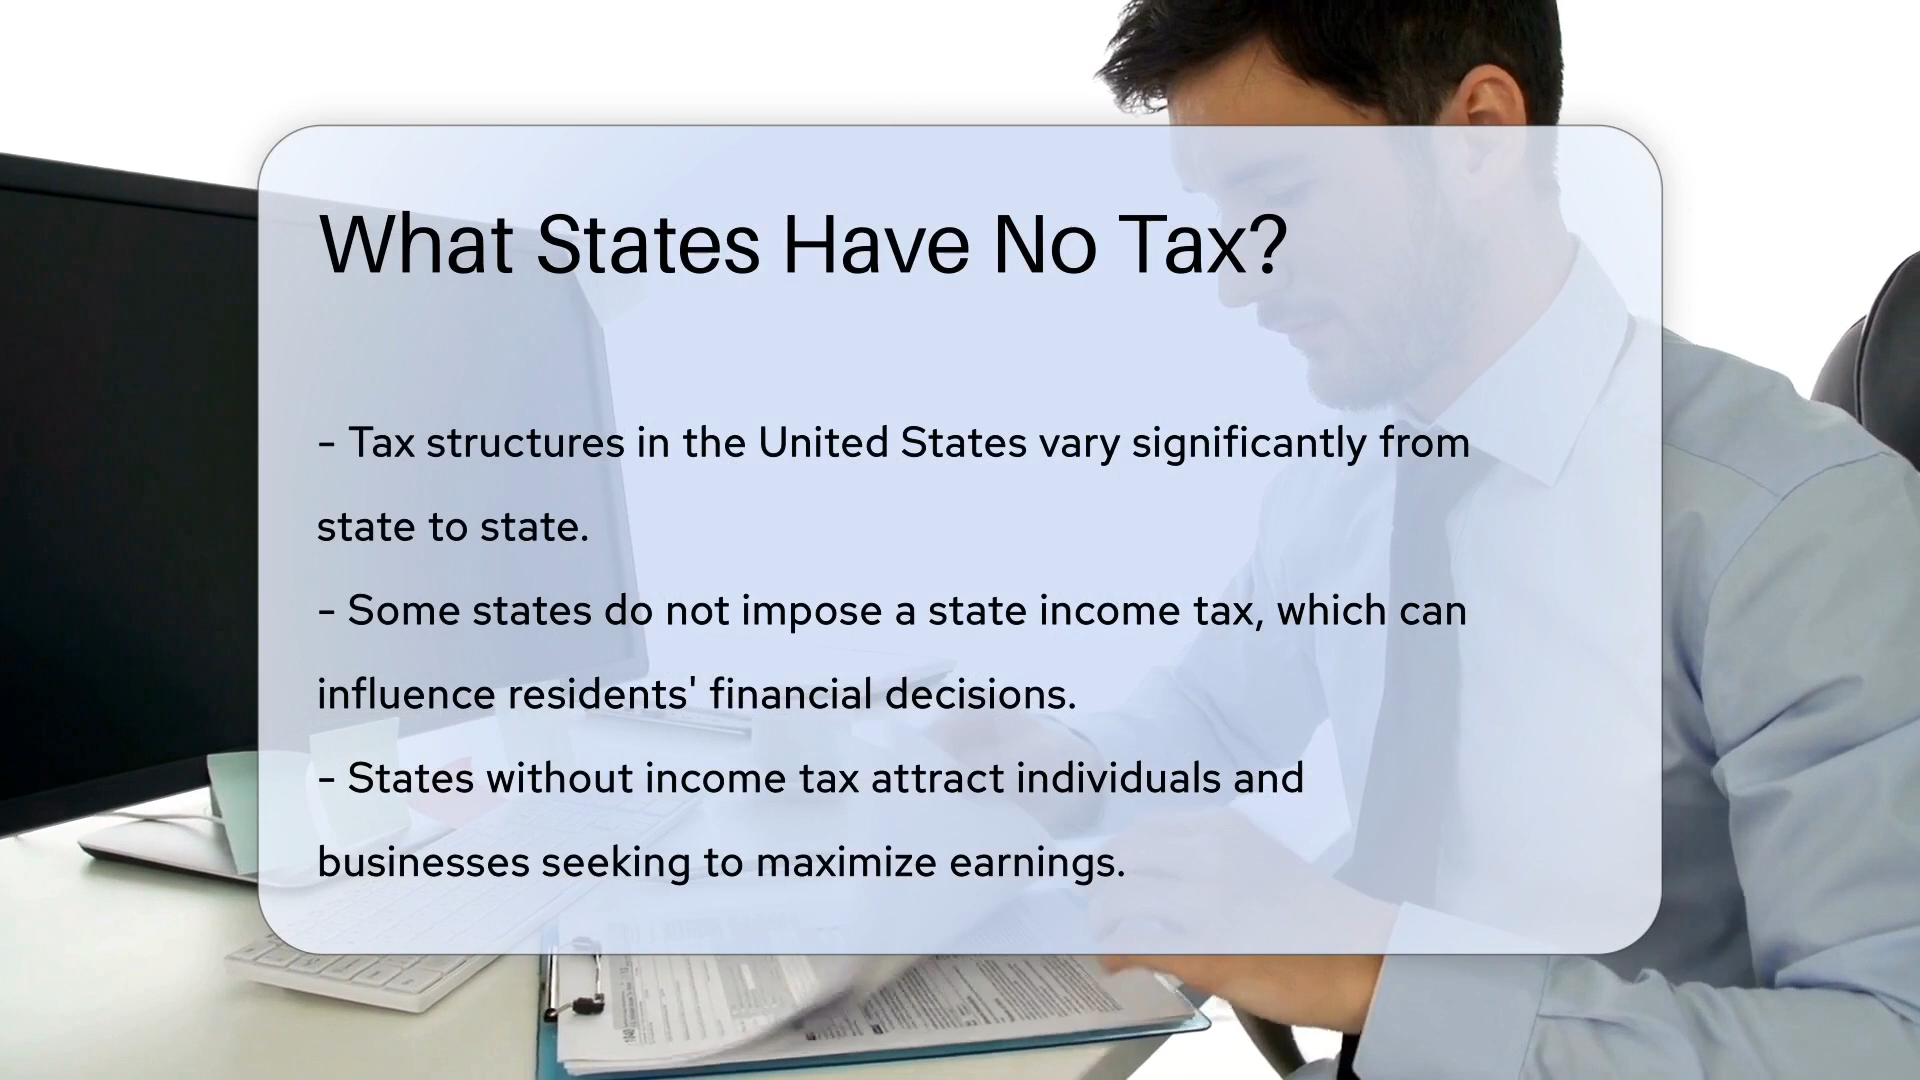 What States Have No Tax?
- Tax structures in the United States vary significantly from
state to state.
- Some states do not impose a state income tax, which can
influence residents' financial decisions.
- States without income tax attract individuals and
businesses seeking to maximize earnings.